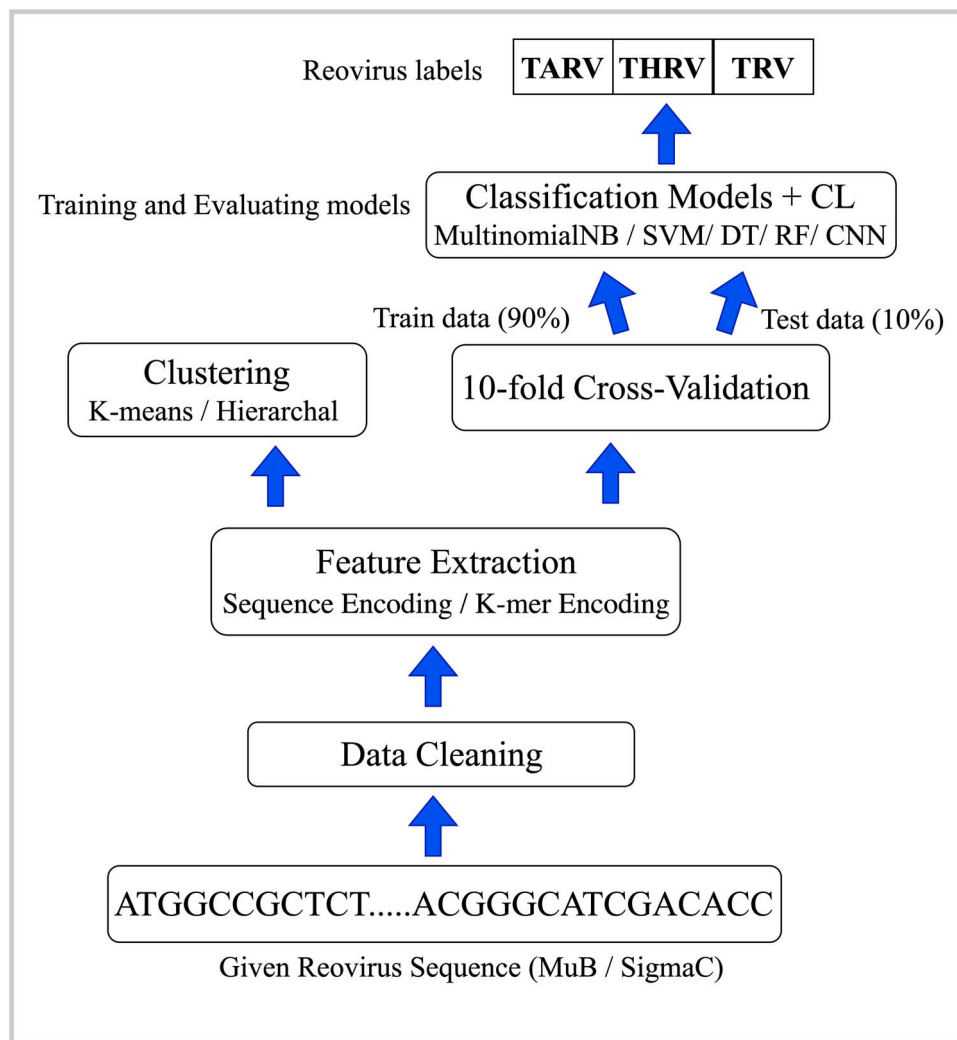 Reovirus labels TARV THRV TRV
Training and Evaluating models
Classification Models + CL
MultinomialNB / SVM/ DT/ RF/ CNN
Train data (90%)
Test data (10%)
Clustering
K-means / Hierarchal
10-fold Cross-Validation
Feature Extraction
Sequence Encoding / K-mer Encoding
Data Cleaning
ATGGCCGCTCT.....ACGGGCATCGACACC
Given Reovirus Sequence (MuB / SigmaC)